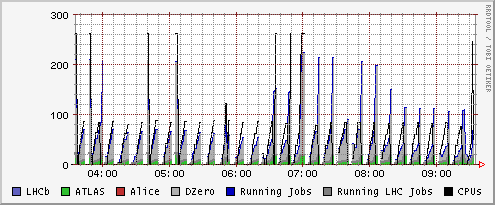 300
200
100
0
04:00 05:00 06:00 07:00 08:00 09:00
LHCb ATLAS Alice DZero Running Jobs Running LHC Jobs CPUs
RRDTOOL / TOBI OETIKER